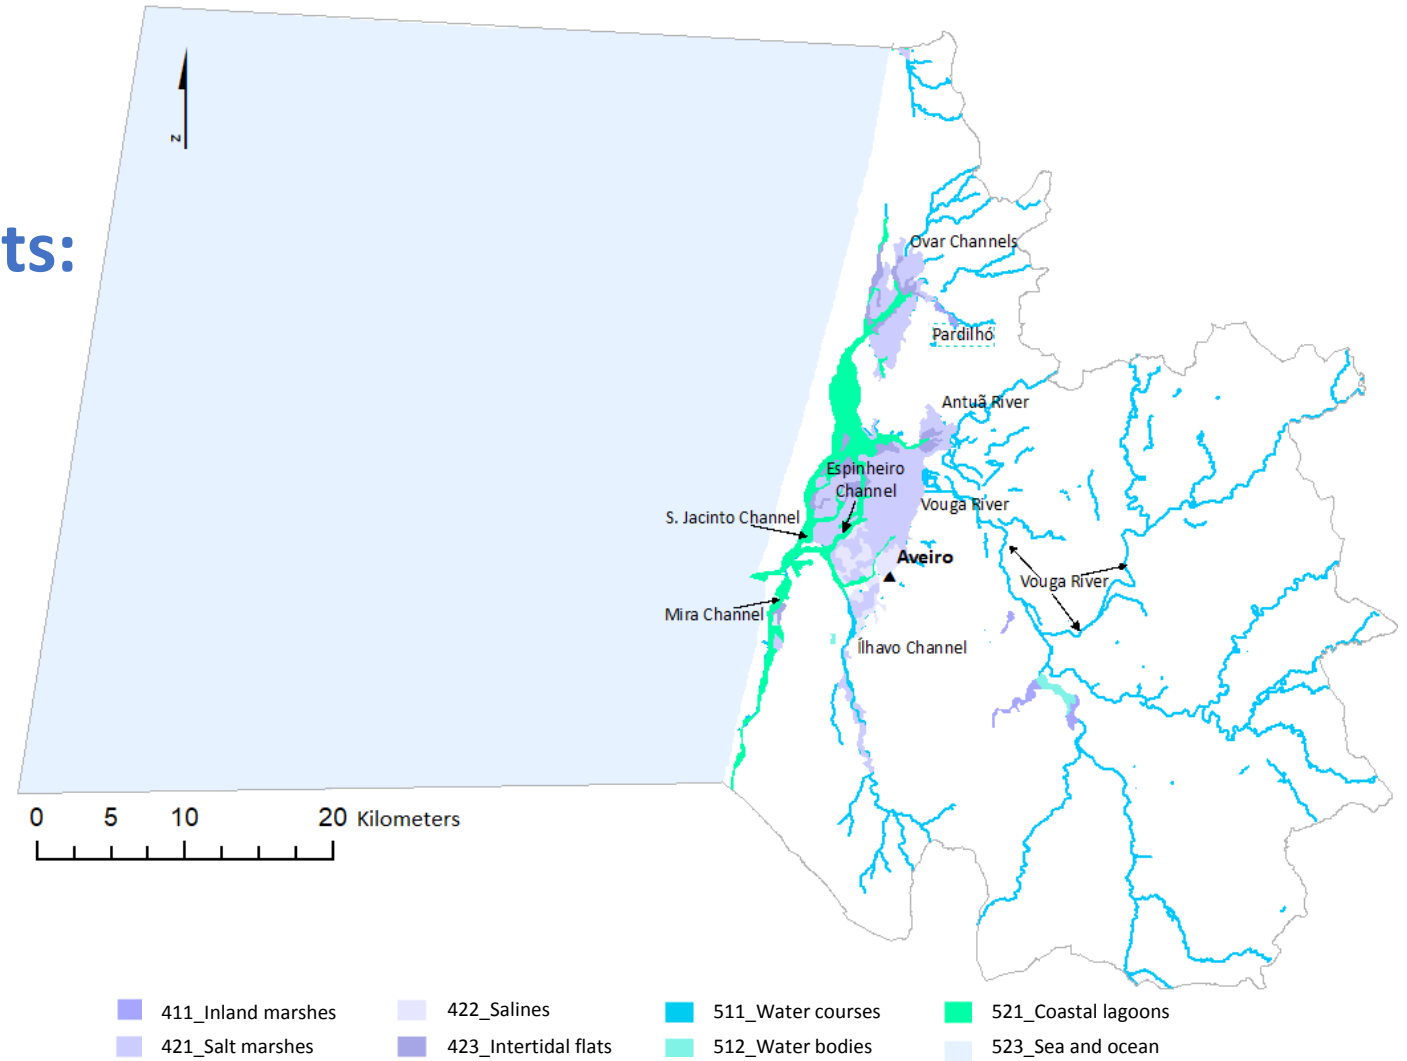 z
ts:
Ovar Channels
Pardilhó
Antuã River
Espinheiro
Channel
Vouga River
S. Jacinto Channel
Aveiro
Vouga River
Mira Channel
Ílhavo Channel
0 5 10 20 Kilometers
411_Inland marshes 422_Salines 511_Water courses 521_Coastal lagoons
421_Salt marshes 423_Intertidal flats 512_Water bodies 523_Sea and ocean